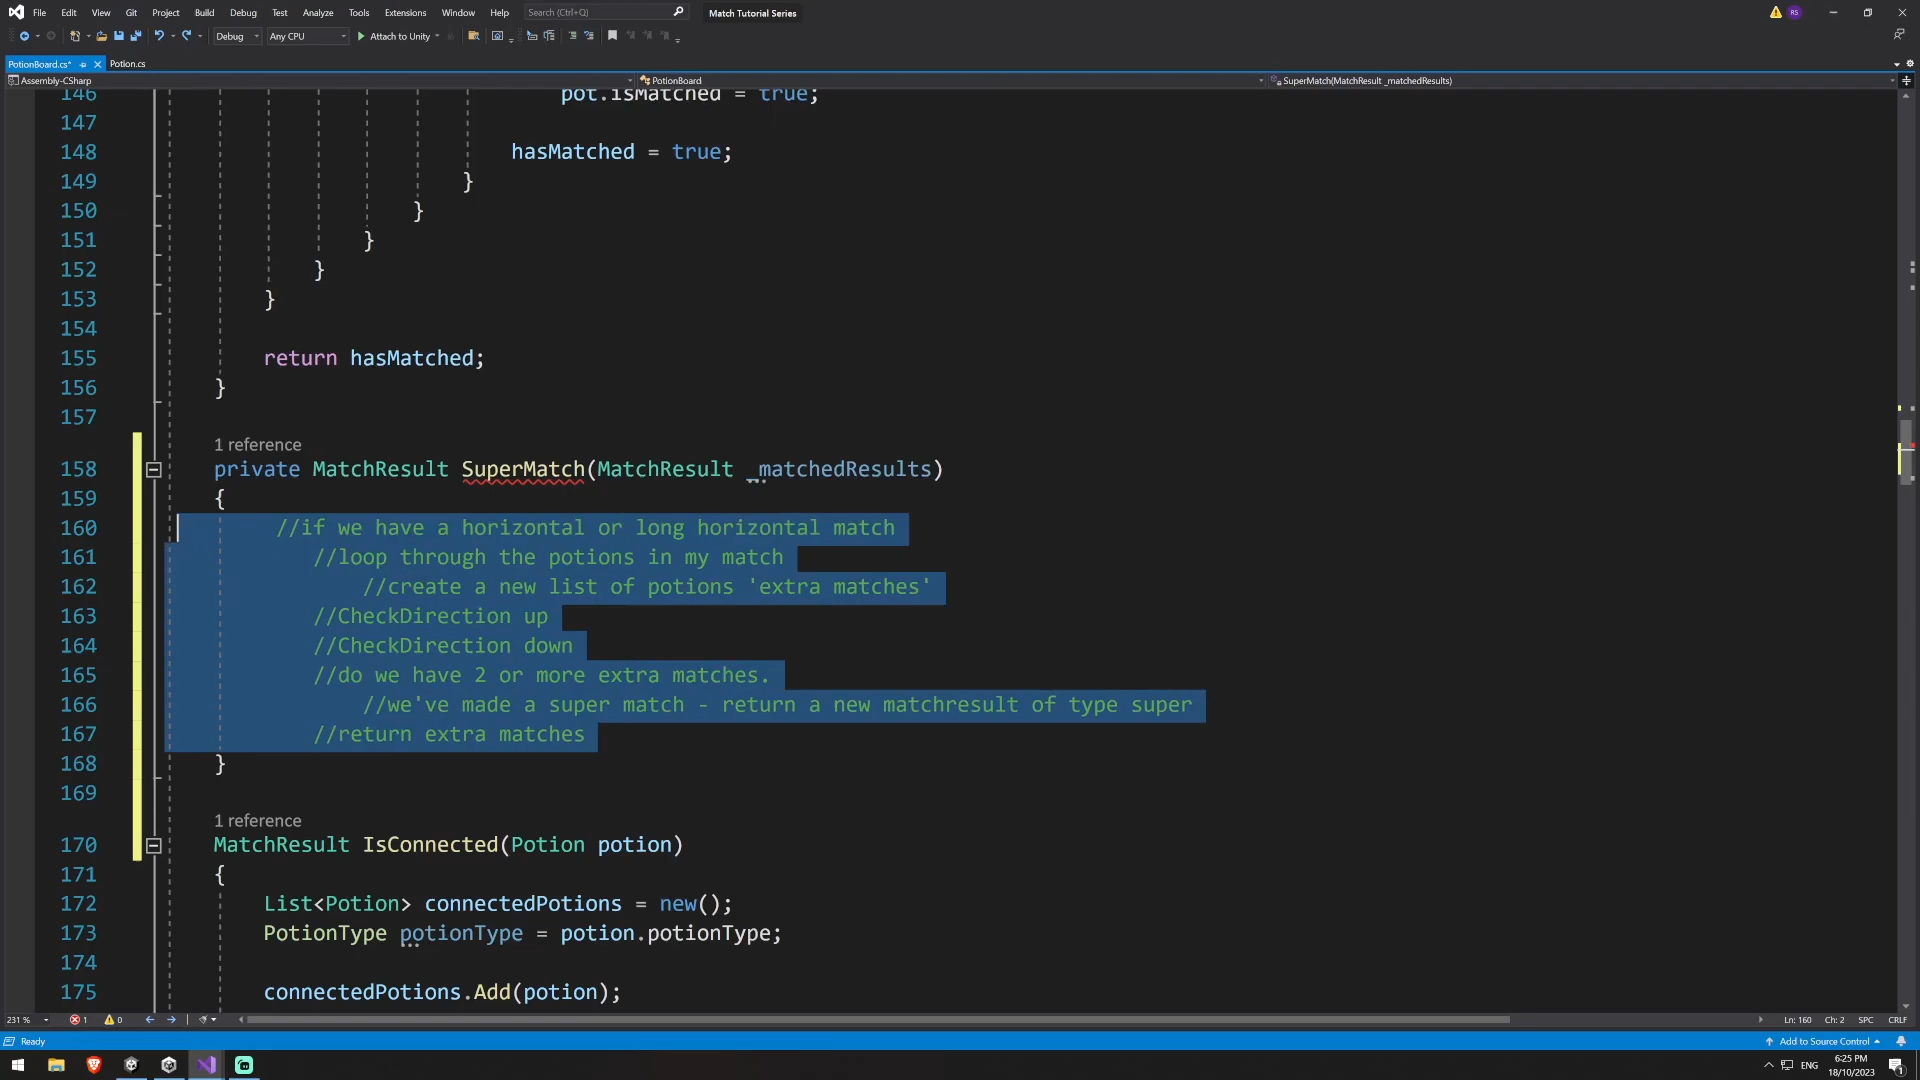 File Edit View Git Project Build Debug Test Analyze Tools Extensions Window Help Search (Ctrl+Q) Match Tutorial Series RS
Debug Any CPU Attach to Unity
PotionBoard.cs* Potion.cs
Assembly-CSharp PotionBoard SuperMatch(MatchResult _matchedResults)
146 pot.isMatched = true;
147
148 hasMatched = true;
149 }
150 }
151 }
152 }
153 }
154
155 return hasMatched;
156 }
157
1 reference
158 private MatchResult SuperMatch(MatchResult _matchedResults)
159 {
160 //if we have a horizontal or long horizontal match
161 //loop through the potions in my match
162 //create a new list of potions 'extra matches'
163 //CheckDirection up
164 //CheckDirection down
165 //do we have 2 or more extra matches.
166 //we've made a super match - return a new matchresult of type super
167 //return extra matches
168 }
169
1 reference
170 MatchResult IsConnected(Potion potion)
171 {
172 List<Potion> connectedPotions = new();
173 PotionType potionType = potion.potionType;
174
175 connectedPotions.Add(potion);
231 % 1 0 Ln: 160 Ch: 2 SPC CRLF
Ready Add to Source Control
ENG 6:25 PM 18/10/2023 1